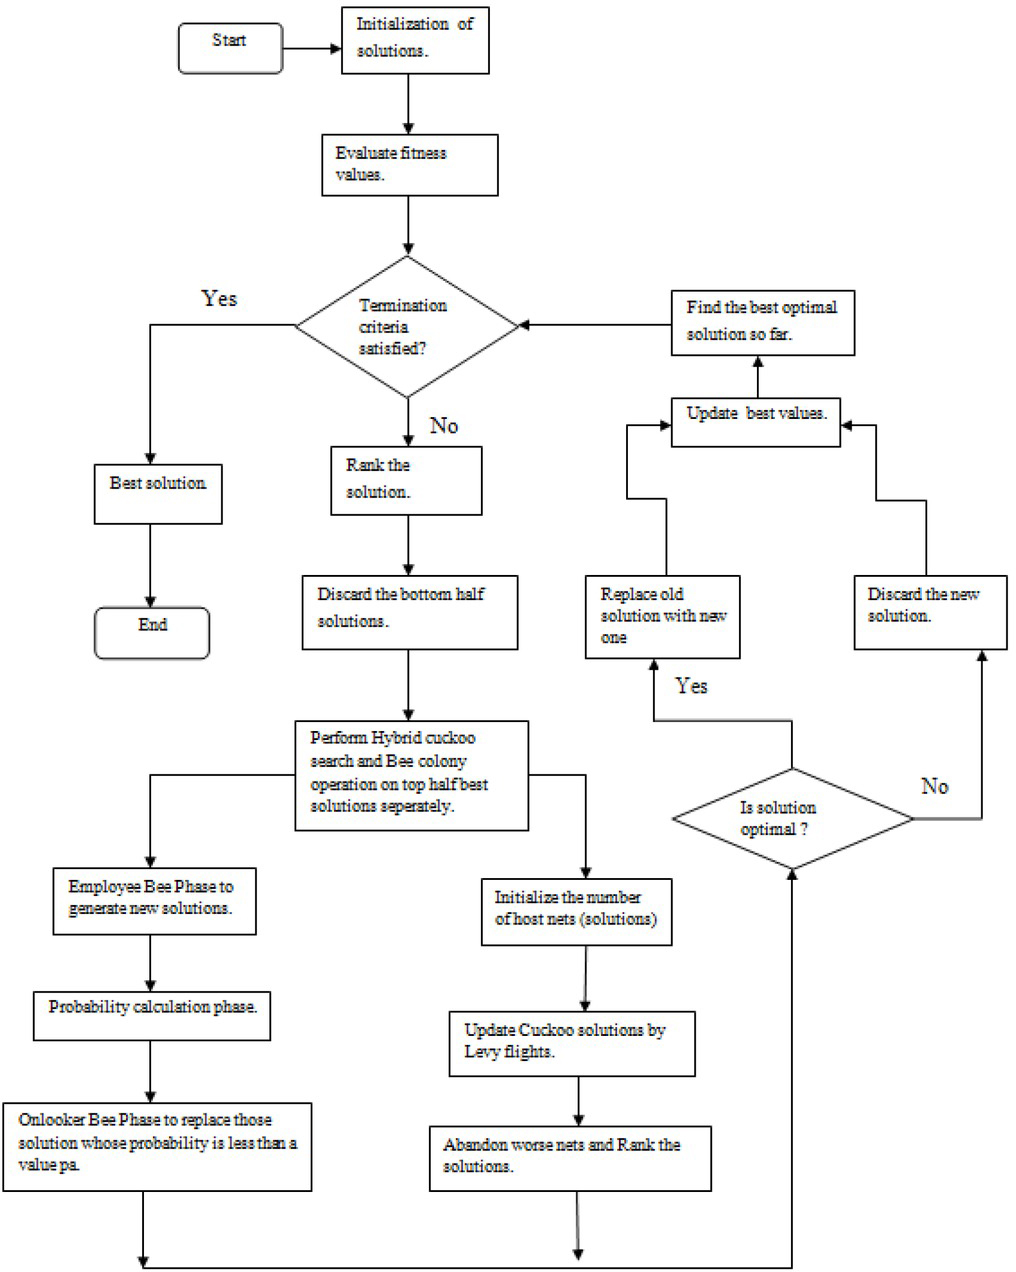 Start
Initialization of
solutions.
Evaluate fitness
values.
Termination
criteria
satisfied?
Yes
No
Find the best optimal
solution so far.
Update best values.
Best solution
End
Rank the
solution.
Discard the bottom half
solutions.
Replace old
solution with new
one
Discard the new
solution.
Yes
No
Is solution
optimal ?
Perform Hybrid cuckoo
search and Bee colony
operation on top half best
solutions seperately.
Employee Bee Phase to
generate new solutions.
Probability calculation phase.
Onlooker Bee Phase to replace those
solution whose probability is less than a
value pa.
Initialize the number
of host nets (solutions)
Update Cuckoo solutions by
Levy flights.
Abandon worse nets and Rank the
solutions.